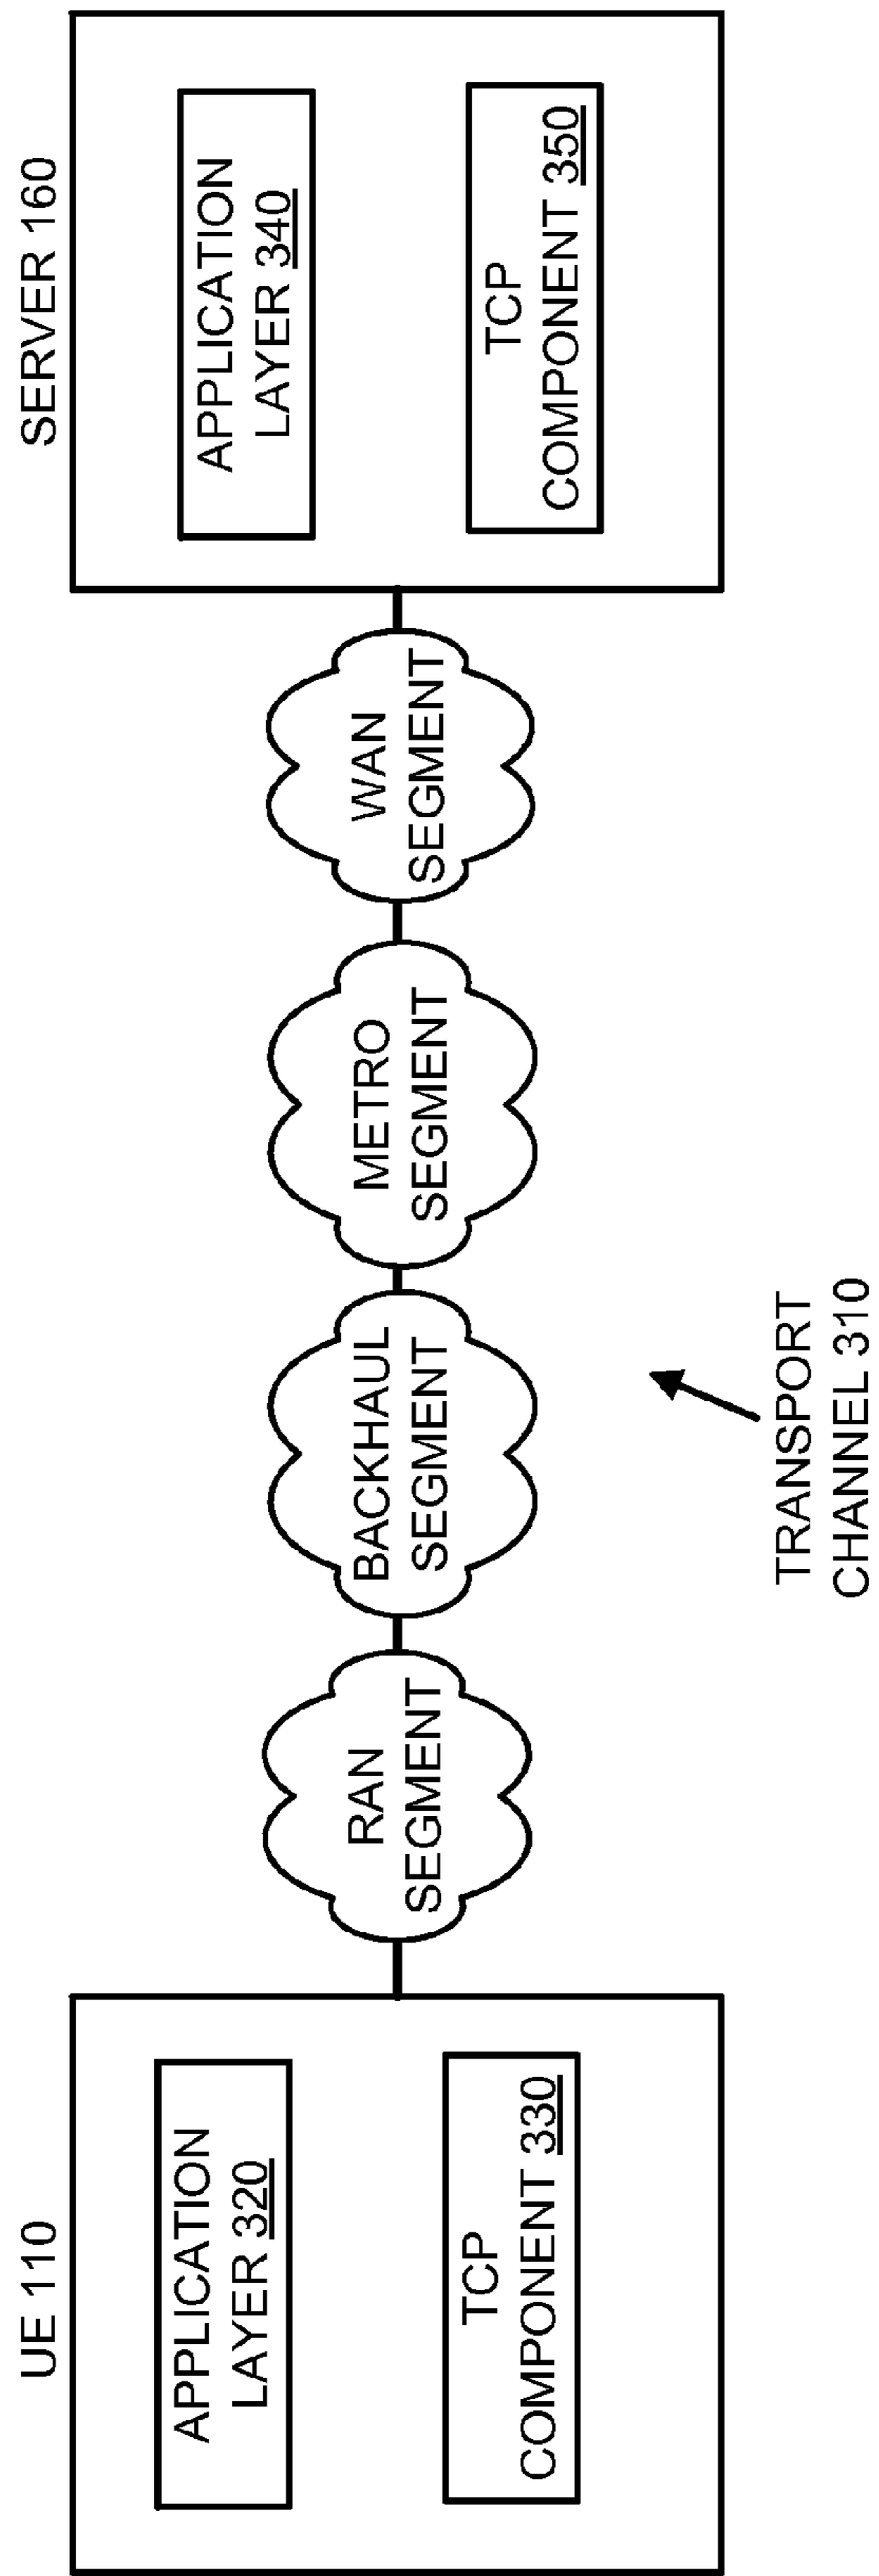 UE 110
APPLICATION
LAYER 320
TCP
COMPONENT 330
RAN
SEGMENT
BACKHAUL
SEGMENT
METRO
SEGMENT
WAN
SEGMENT
SERVER 160
APPLICATION
LAYER 340
TCP
COMPONENT 350
TRANSPORT
CHANNEL 310